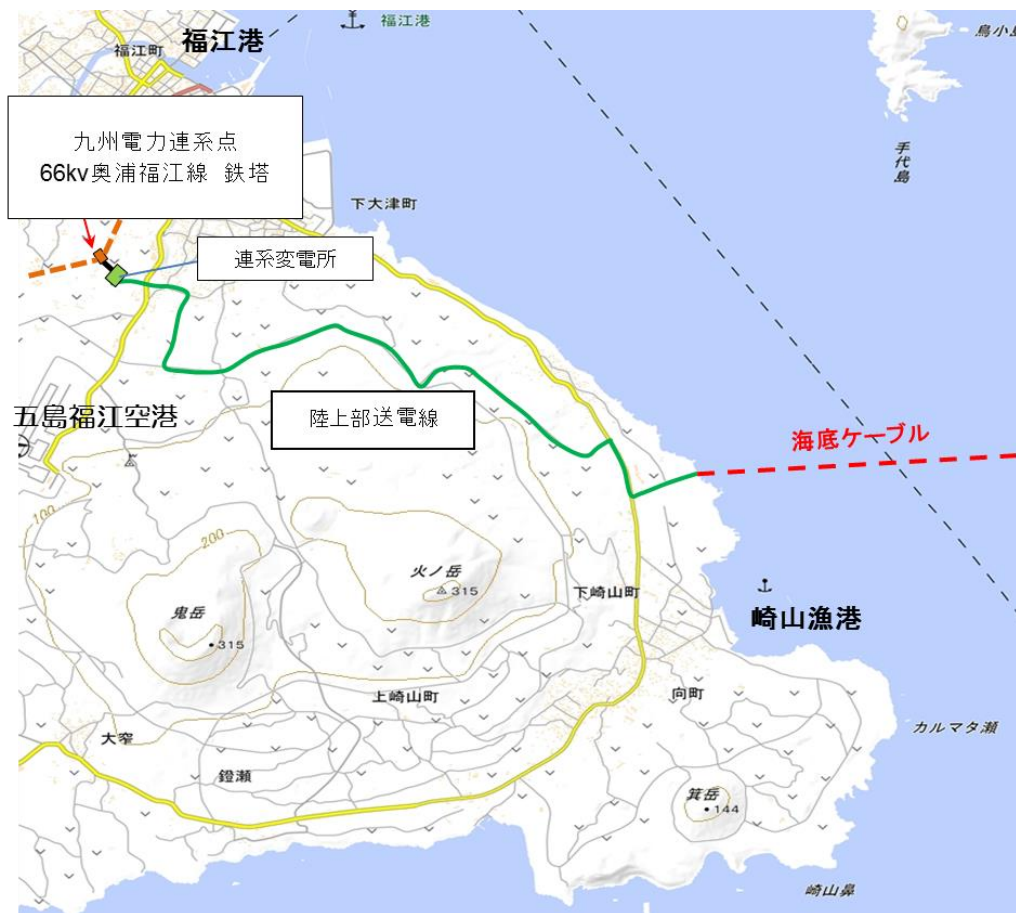 福江港
福江港
福江町
鳥小島
九州電力連系点
66kv奥浦福江線 鉄塔
手代島
下大津町
連系変電所
五島福江空港
陸上部送電線
海底ケーブル
100
200
火ノ岳
315
下崎山町
鬼岳
315
崎山漁港
上崎山町
向町
カルマタ瀬
大窄
鐙瀬
箕岳
144
崎山鼻